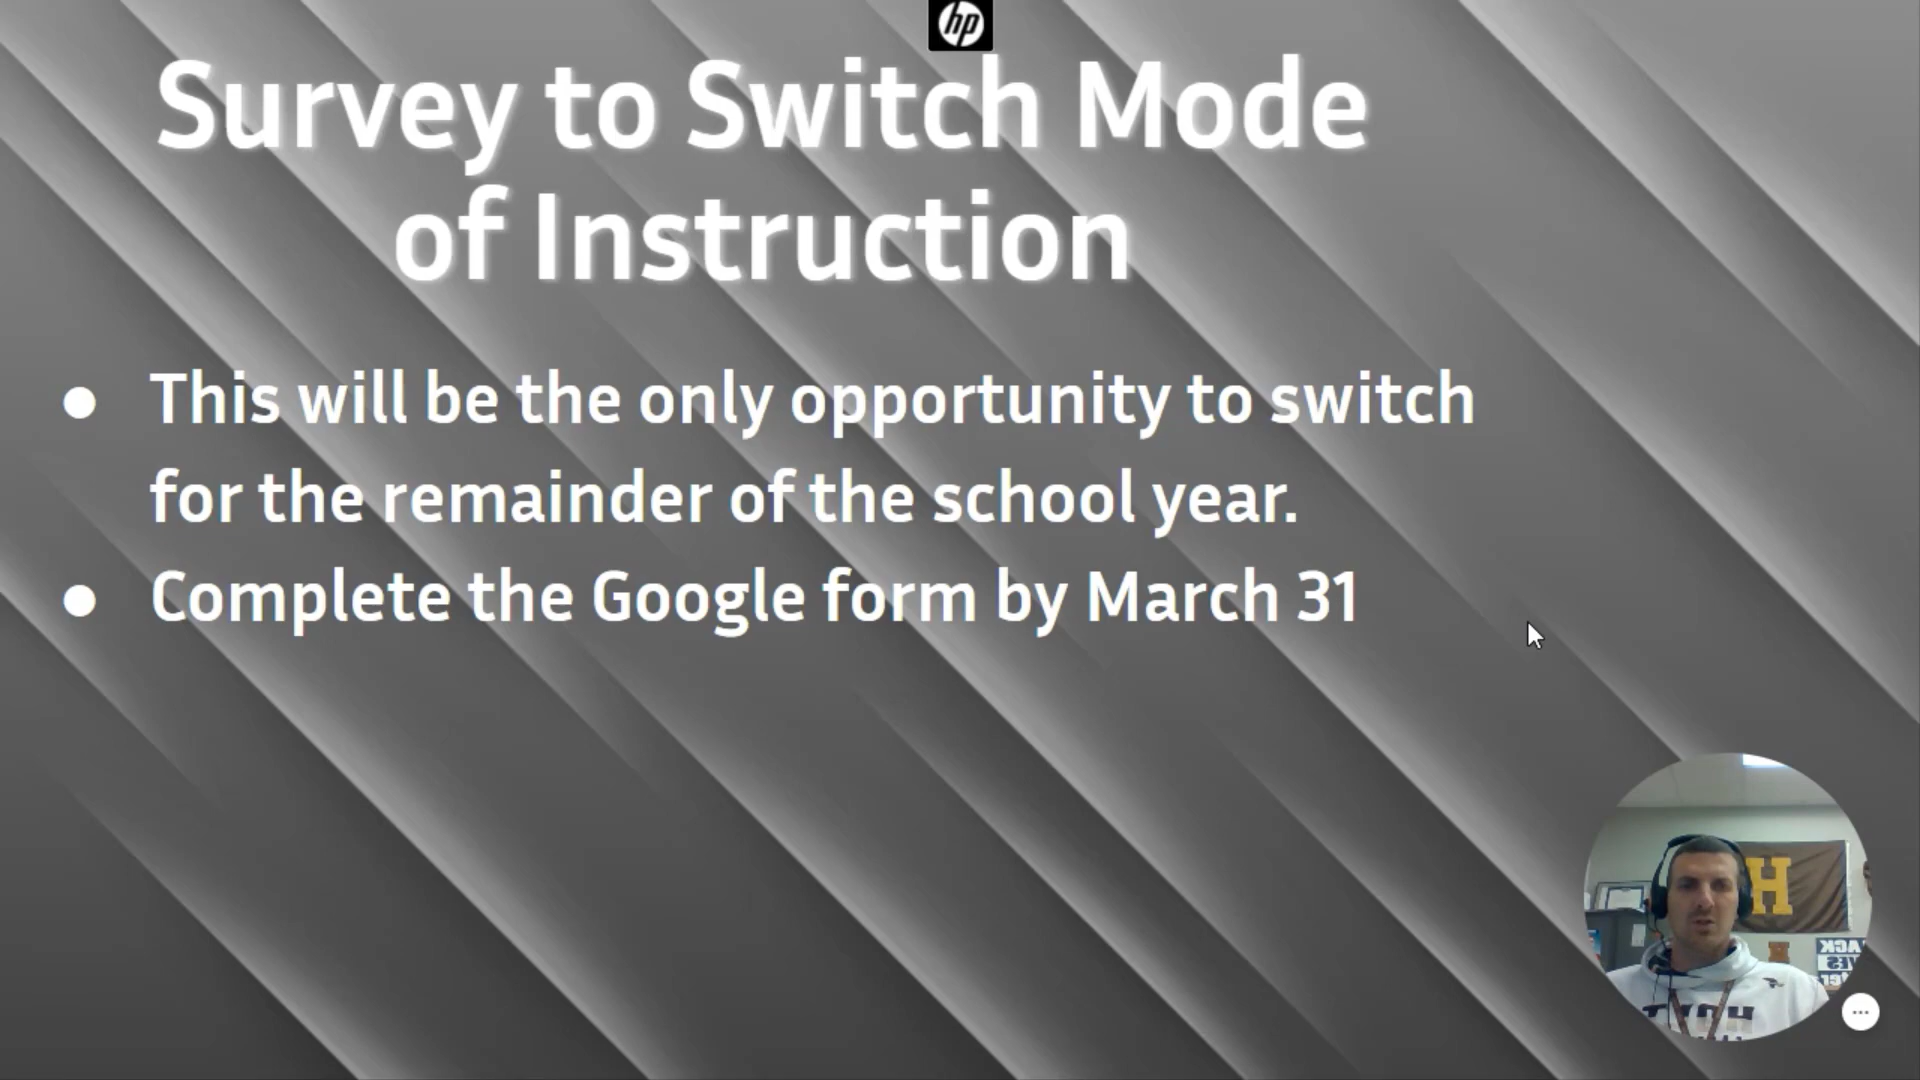 hp
Survey to Switch Mode
of Instruction
● This will be the only opportunity to switch
for the remainder of the school year.
● Complete the Google form by March 31
H